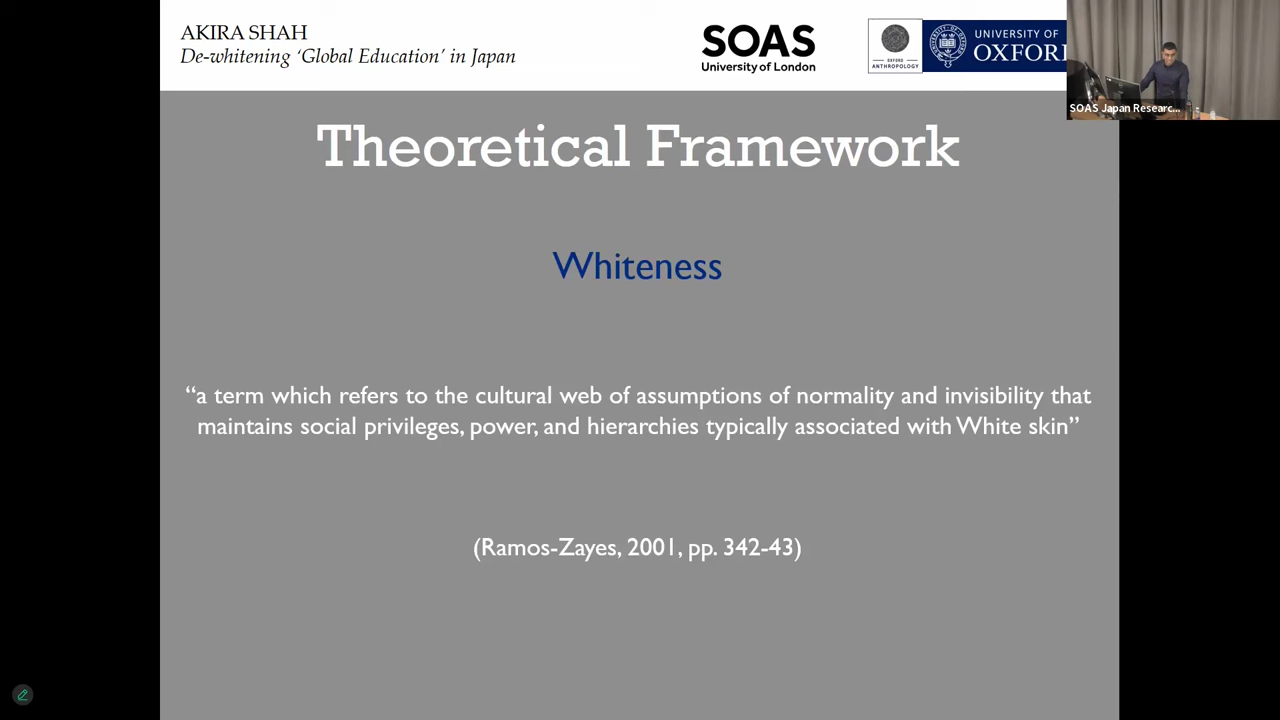 AKIRA SHAH
De-whitening ‘Global Education’ in Japan
SOAS
University of London
OXFORD
ANTHROPOLOGY
UNIVERSITY OF
OXFORD
SOAS Japan Researc...
Theoretical Framework
Whiteness
“a term which refers to the cultural web of assumptions of normality and invisibility that
maintains social privileges, power, and hierarchies typically associated with White skin”
(Ramos-Zayes, 2001, pp. 342-43)